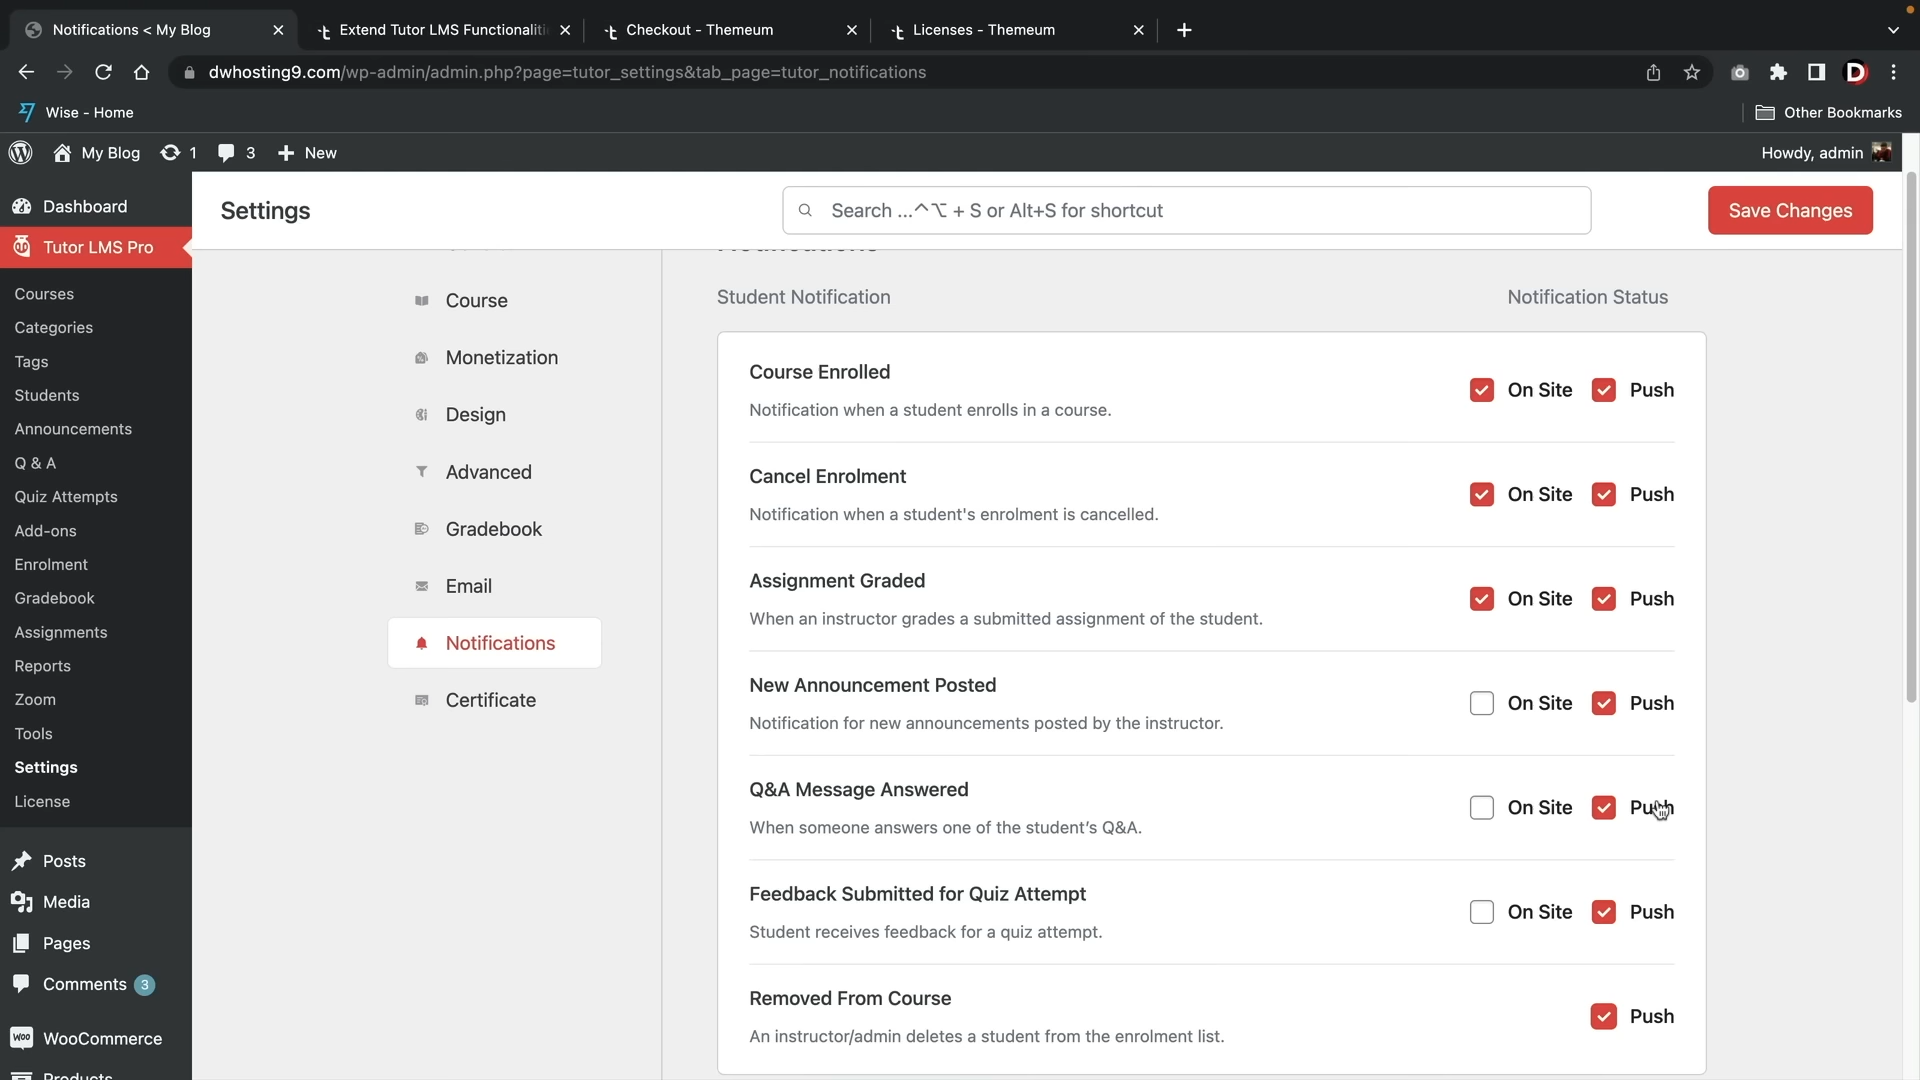 Notifications < My Blog
Extend Tutor LMS Functionaliti
Checkout - Themeum
Licenses - Themeum
dwhosting9.com/wp-admin/admin.php?page=tutor_settings&tab_page=tutor_notifications
Wise - Home
Other Bookmarks
My Blog
1
3
New
Howdy, admin
Dashboard
Tutor LMS Pro
Courses
Categories
Tags
Students
Announcements
Q & A
Quiz Attempts
Add-ons
Enrolment
Gradebook
Assignments
Reports
Zoom
Tools
Settings
License
Posts
Media
Pages
Comments 3
WooCommerce
Products
Settings
Search ...^⌥ + S or Alt+S for shortcut
Save Changes
Course
Monetization
Design
Advanced
Gradebook
Email
Notifications
Certificate
Notifications
Student Notification
Notification Status
Course Enrolled
Notification when a student enrolls in a course.
On Site
Push
Cancel Enrolment
Notification when a student's enrolment is cancelled.
On Site
Push
Assignment Graded
When an instructor grades a submitted assignment of the student.
On Site
Push
New Announcement Posted
Notification for new announcements posted by the instructor.
On Site
Push
Q&A Message Answered
When someone answers one of the student's Q&A.
On Site
Push
Feedback Submitted for Quiz Attempt
Student receives feedback for a quiz attempt.
On Site
Push
Removed From Course
An instructor/admin deletes a student from the enrolment list.
Push